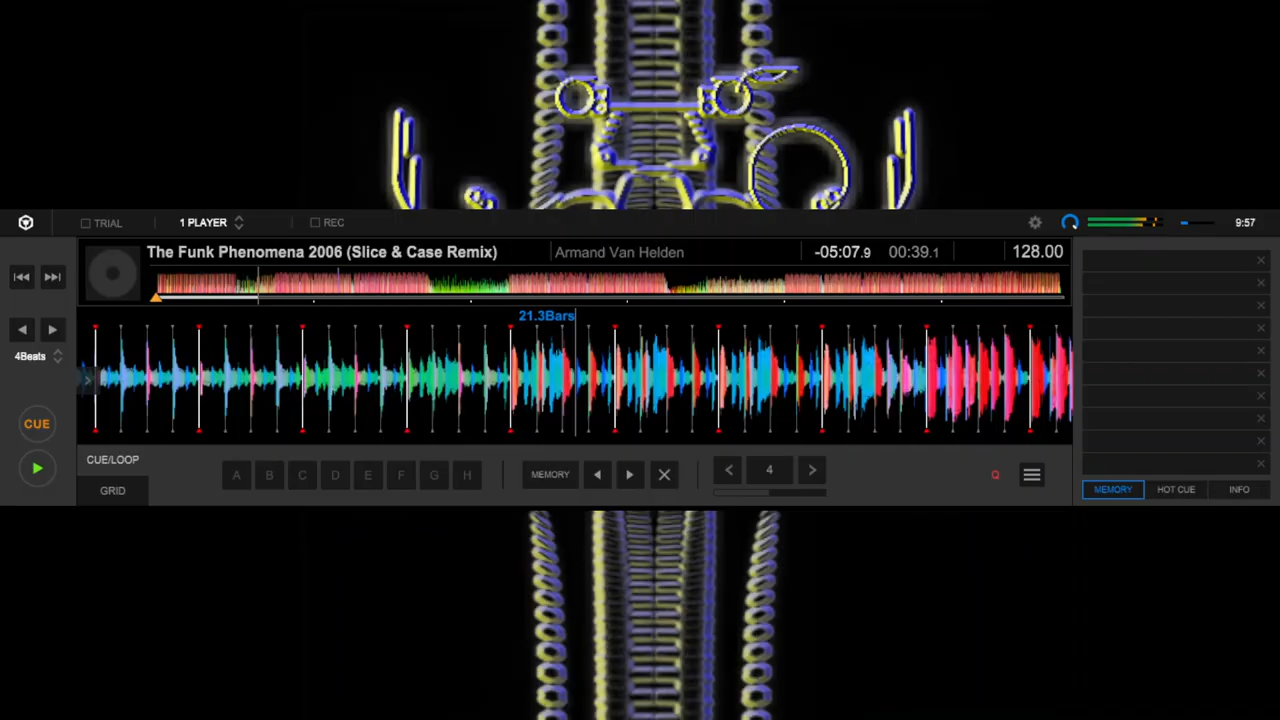 TRIAL 1 PLAYER REC 9:57
The Funk Phenomena 2006 (Slice & Case Remix) Armand Van Helden -05:07.9 00:39.1 128.00
21.3Bars
4Beats
CUE
CUE/LOOP A B C D E F G H MEMORY 4 Q
GRID
MEMORY HOT CUE INFO